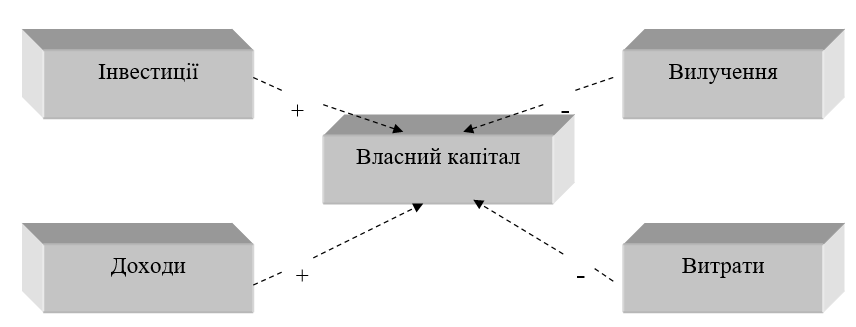 Інвестиції
Вилучення
+
-
Власний капітал
Доходи
Витрати
+
-